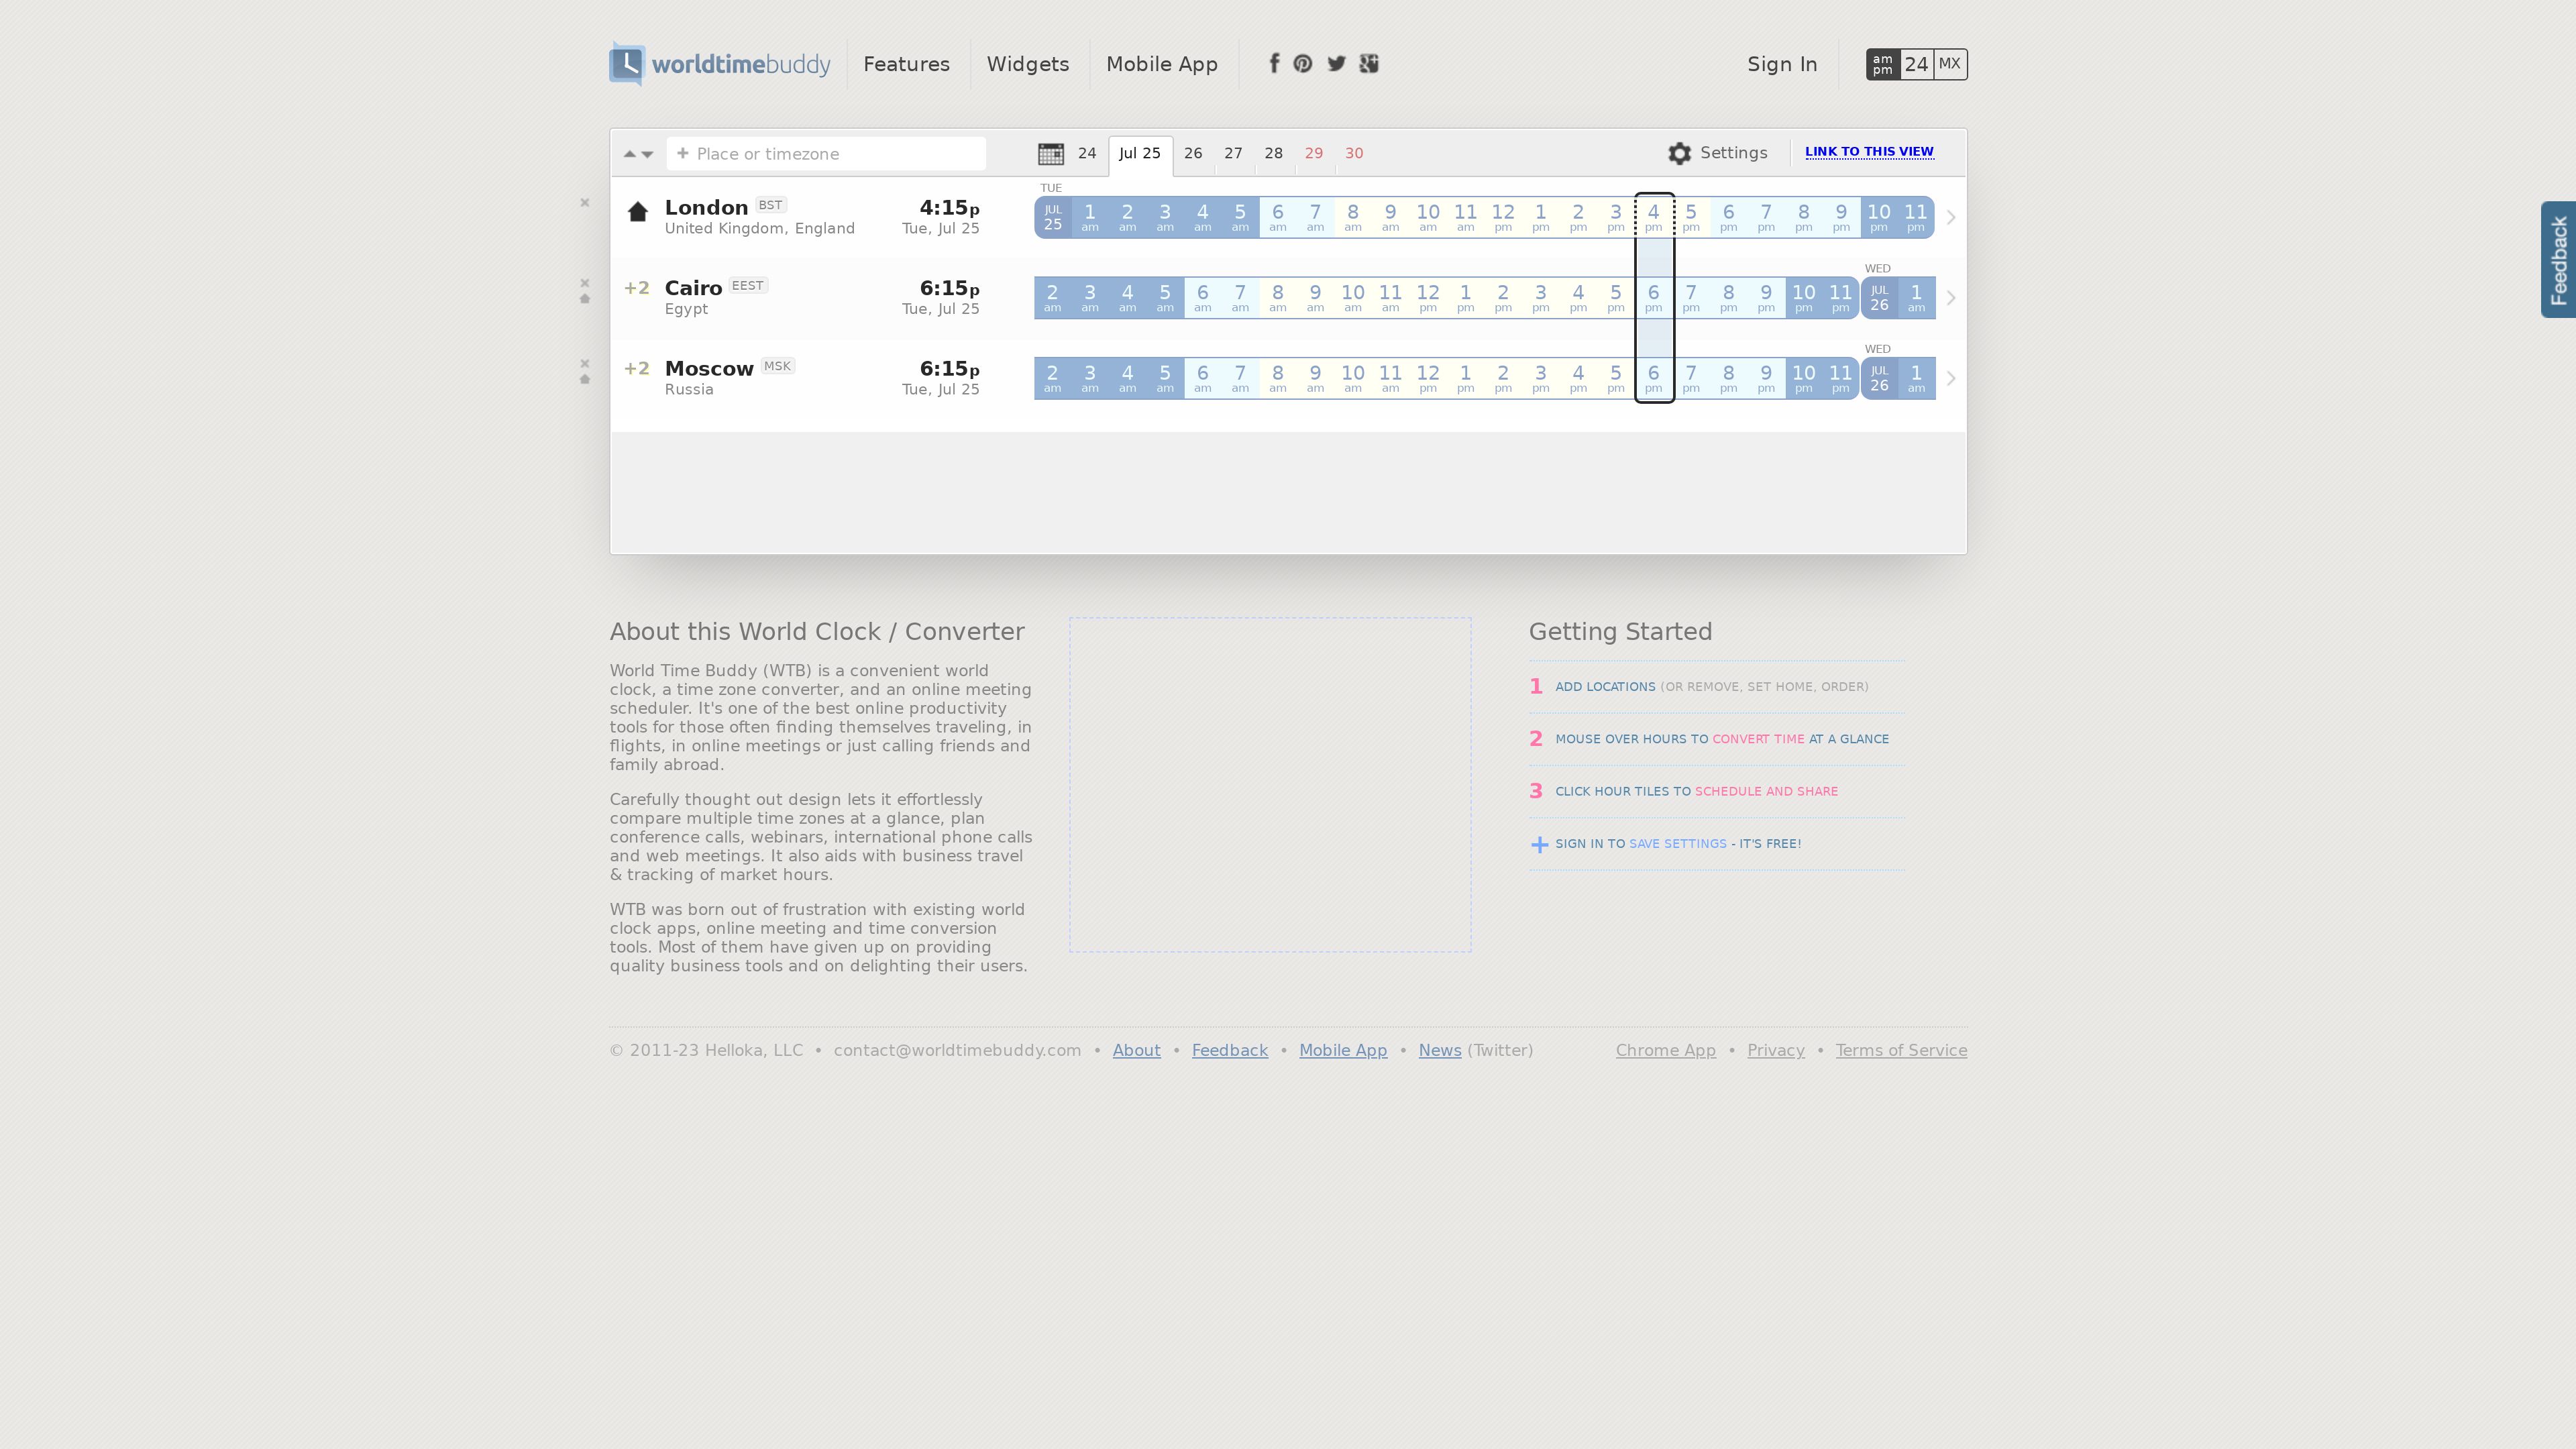 worldtimebuddy Features Widgets Mobile App Sign In am pm 24 MX
+ Place or timezone 24 Jul 25 26 27 28 29 30 Settings LINK TO THIS VIEW
TUE
London BST 4:15p JUL 25 1 am 2 am 3 am 4 am 5 am 6 am 7 am 8 am 9 am 10 am 11 am 12 pm 1 pm 2 pm 3 pm 4 pm 5 pm 6 pm 7 pm 8 pm 9 pm 10 pm 11 pm
United Kingdom, England Tue, Jul 25
WED
+2 Cairo EEST 6:15p 2 am 3 am 4 am 5 am 6 am 7 am 8 am 9 am 10 am 11 am 12 pm 1 pm 2 pm 3 pm 4 pm 5 pm 6 pm 7 pm 8 pm 9 pm 10 pm 11 pm JUL 26 1 am
Egypt Tue, Jul 25
WED
+2 Moscow MSK 6:15p 2 am 3 am 4 am 5 am 6 am 7 am 8 am 9 am 10 am 11 am 12 pm 1 pm 2 pm 3 pm 4 pm 5 pm 6 pm 7 pm 8 pm 9 pm 10 pm 11 pm JUL 26 1 am
Russia Tue, Jul 25
Feedback
About this World Clock / Converter
World Time Buddy (WTB) is a convenient world
clock, a time zone converter, and an online meeting
scheduler. It's one of the best online productivity
tools for those often finding themselves traveling, in
flights, in online meetings or just calling friends and
family abroad.
Carefully thought out design lets it effortlessly
compare multiple time zones at a glance, plan
conference calls, webinars, international phone calls
and web meetings. It also aids with business travel
& tracking of market hours.
WTB was born out of frustration with existing world
clock apps, online meeting and time conversion
tools. Most of them have given up on providing
quality business tools and on delighting their users.
Getting Started
1 ADD LOCATIONS (OR REMOVE, SET HOME, ORDER)
2 MOUSE OVER HOURS TO CONVERT TIME AT A GLANCE
3 CLICK HOUR TILES TO SCHEDULE AND SHARE
+ SIGN IN TO SAVE SETTINGS - IT'S FREE!
© 2011-23 Helloka, LLC • contact@worldtimebuddy.com • About • Feedback • Mobile App • News (Twitter) Chrome App • Privacy • Terms of Service